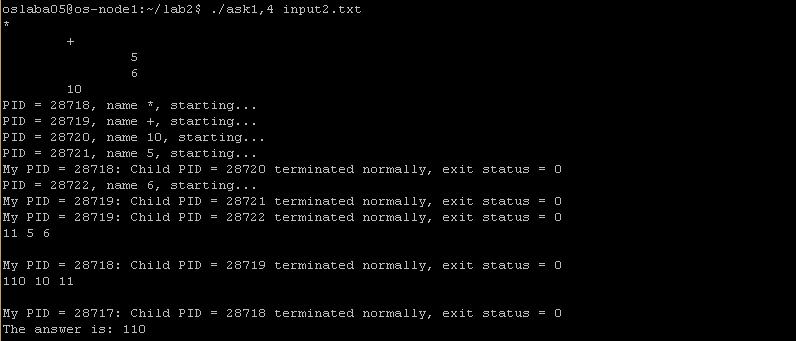 oslaba05@os-node1:~/lab2$ ./ask1,4 input2.txt
*
+
5
6
10
PID = 28718, name *, starting...
PID = 28719, name +, starting...
PID = 28720, name 10, starting...
PID = 28721, name 5, starting...
My PID = 28718: Child PID = 28720 terminated normally, exit status = 0
PID = 28722, name 6, starting...
My PID = 28719: Child PID = 28721 terminated normally, exit status = 0
My PID = 28719: Child PID = 28722 terminated normally, exit status = 0
11 5 6
My PID = 28718: Child PID = 28719 terminated normally, exit status = 0
110 10 11
My PID = 28717: Child PID = 28718 terminated normally, exit status = 0
The answer is: 110